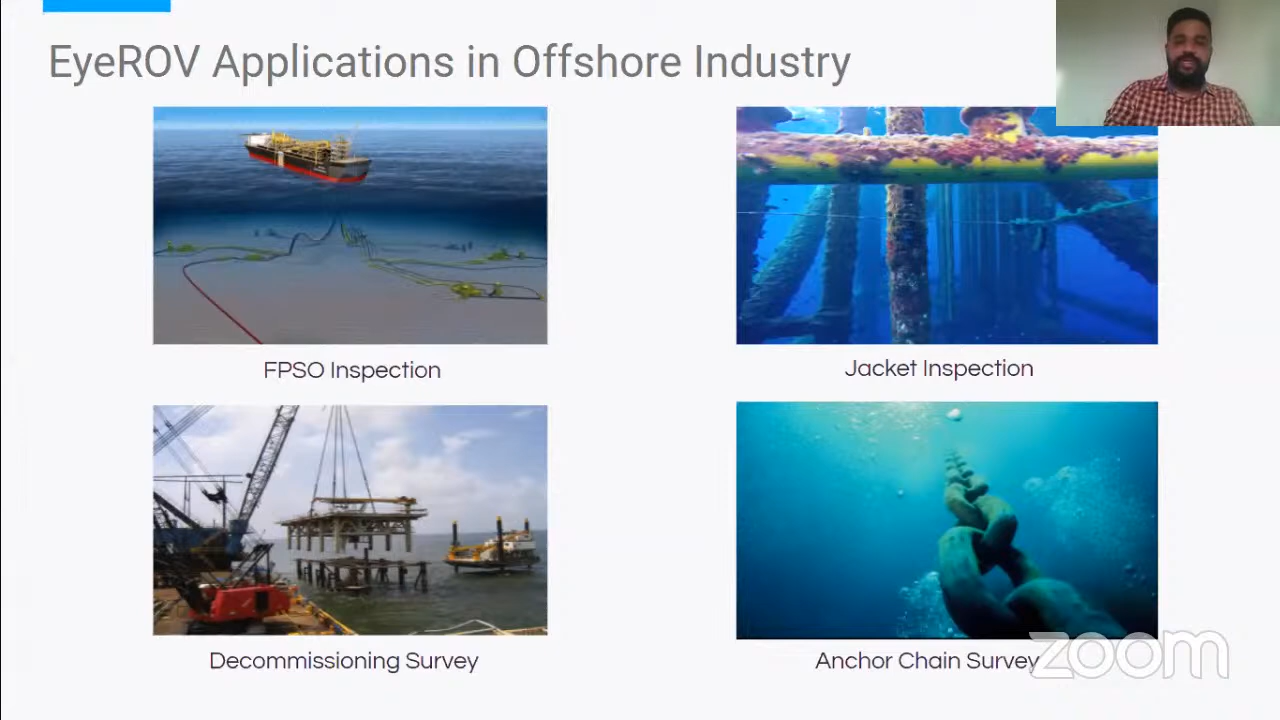 EyeROV Applications in Offshore Industry
FPSO Inspection
Jacket Inspection
Decommissioning Survey
Anchor Chain Survey
zoom